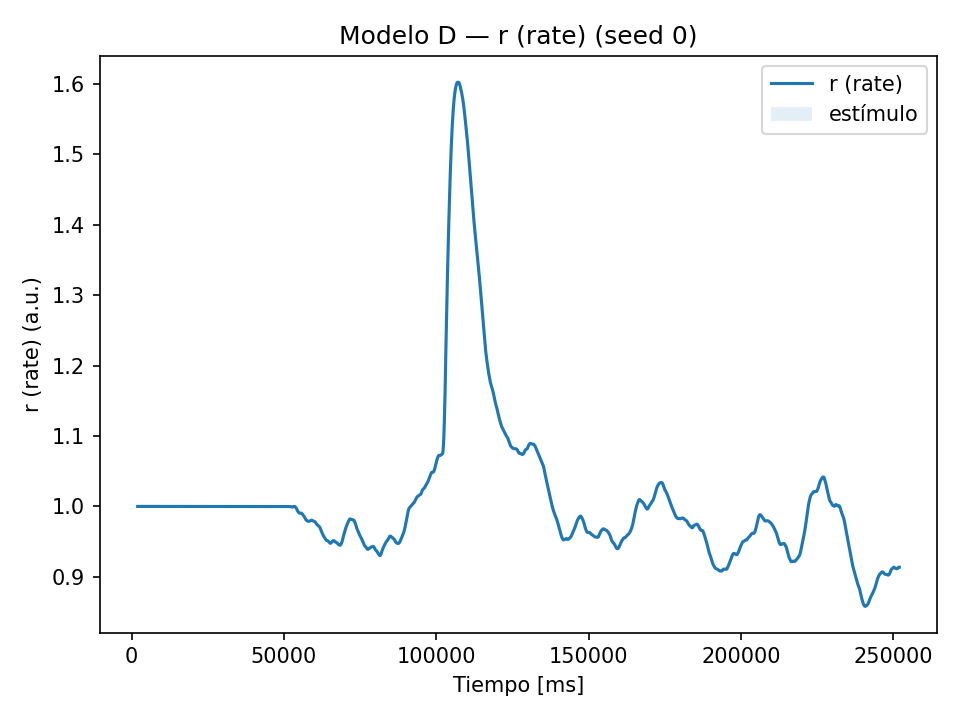 Modelo D — r (rate) (seed 0)
r (rate)
estímulo
r (rate) (a.u.)
1.6
1.5
1.4
1.3
1.2
1.1
1.0
0.9
0
50000
100000
150000
200000
250000
Tiempo [ms]